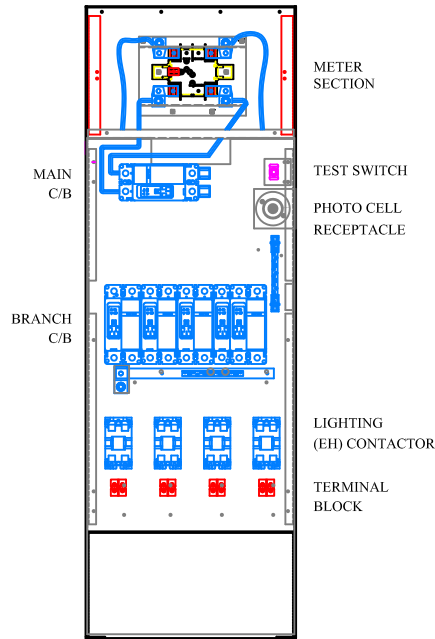 METER
SECTION
MAIN
C/B
TEST SWITCH
PHOTO CELL
RECEPTACLE
BRANCH
C/B
LIGHTING
(EH) CONTACTOR
TERMINAL
BLOCK